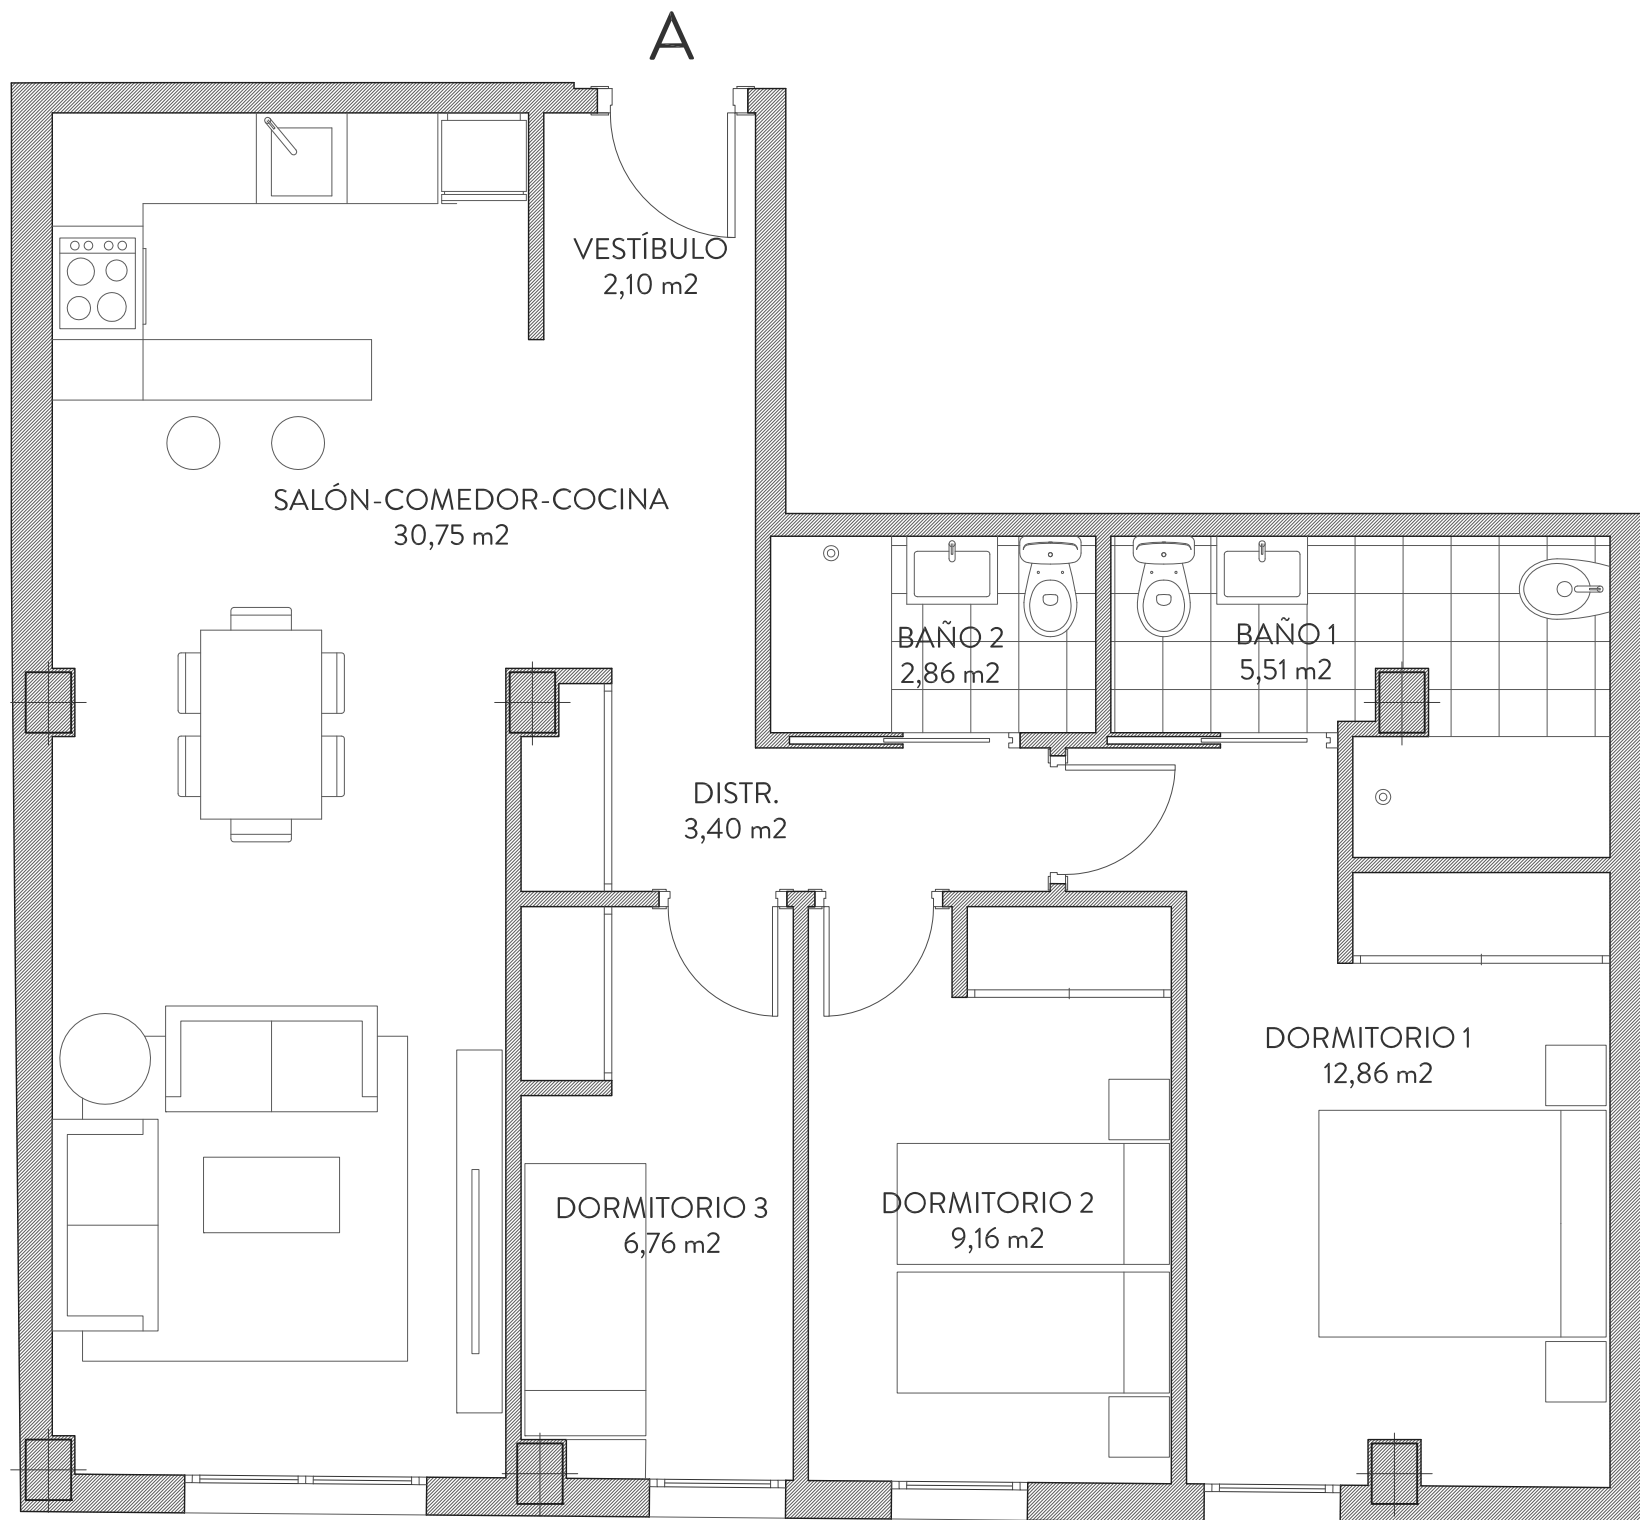 A
VESTÍBULO
2,10 m2
SALÓN-COMEDOR-COCINA
30,75 m2
BAÑO 2
2,86 m2
BAÑO 1
5,51 m2
DISTR.
3,40 m2
DORMITORIO 1
12,86 m2
DORMITORIO 3
6,76 m2
DORMITORIO 2
9,16 m2